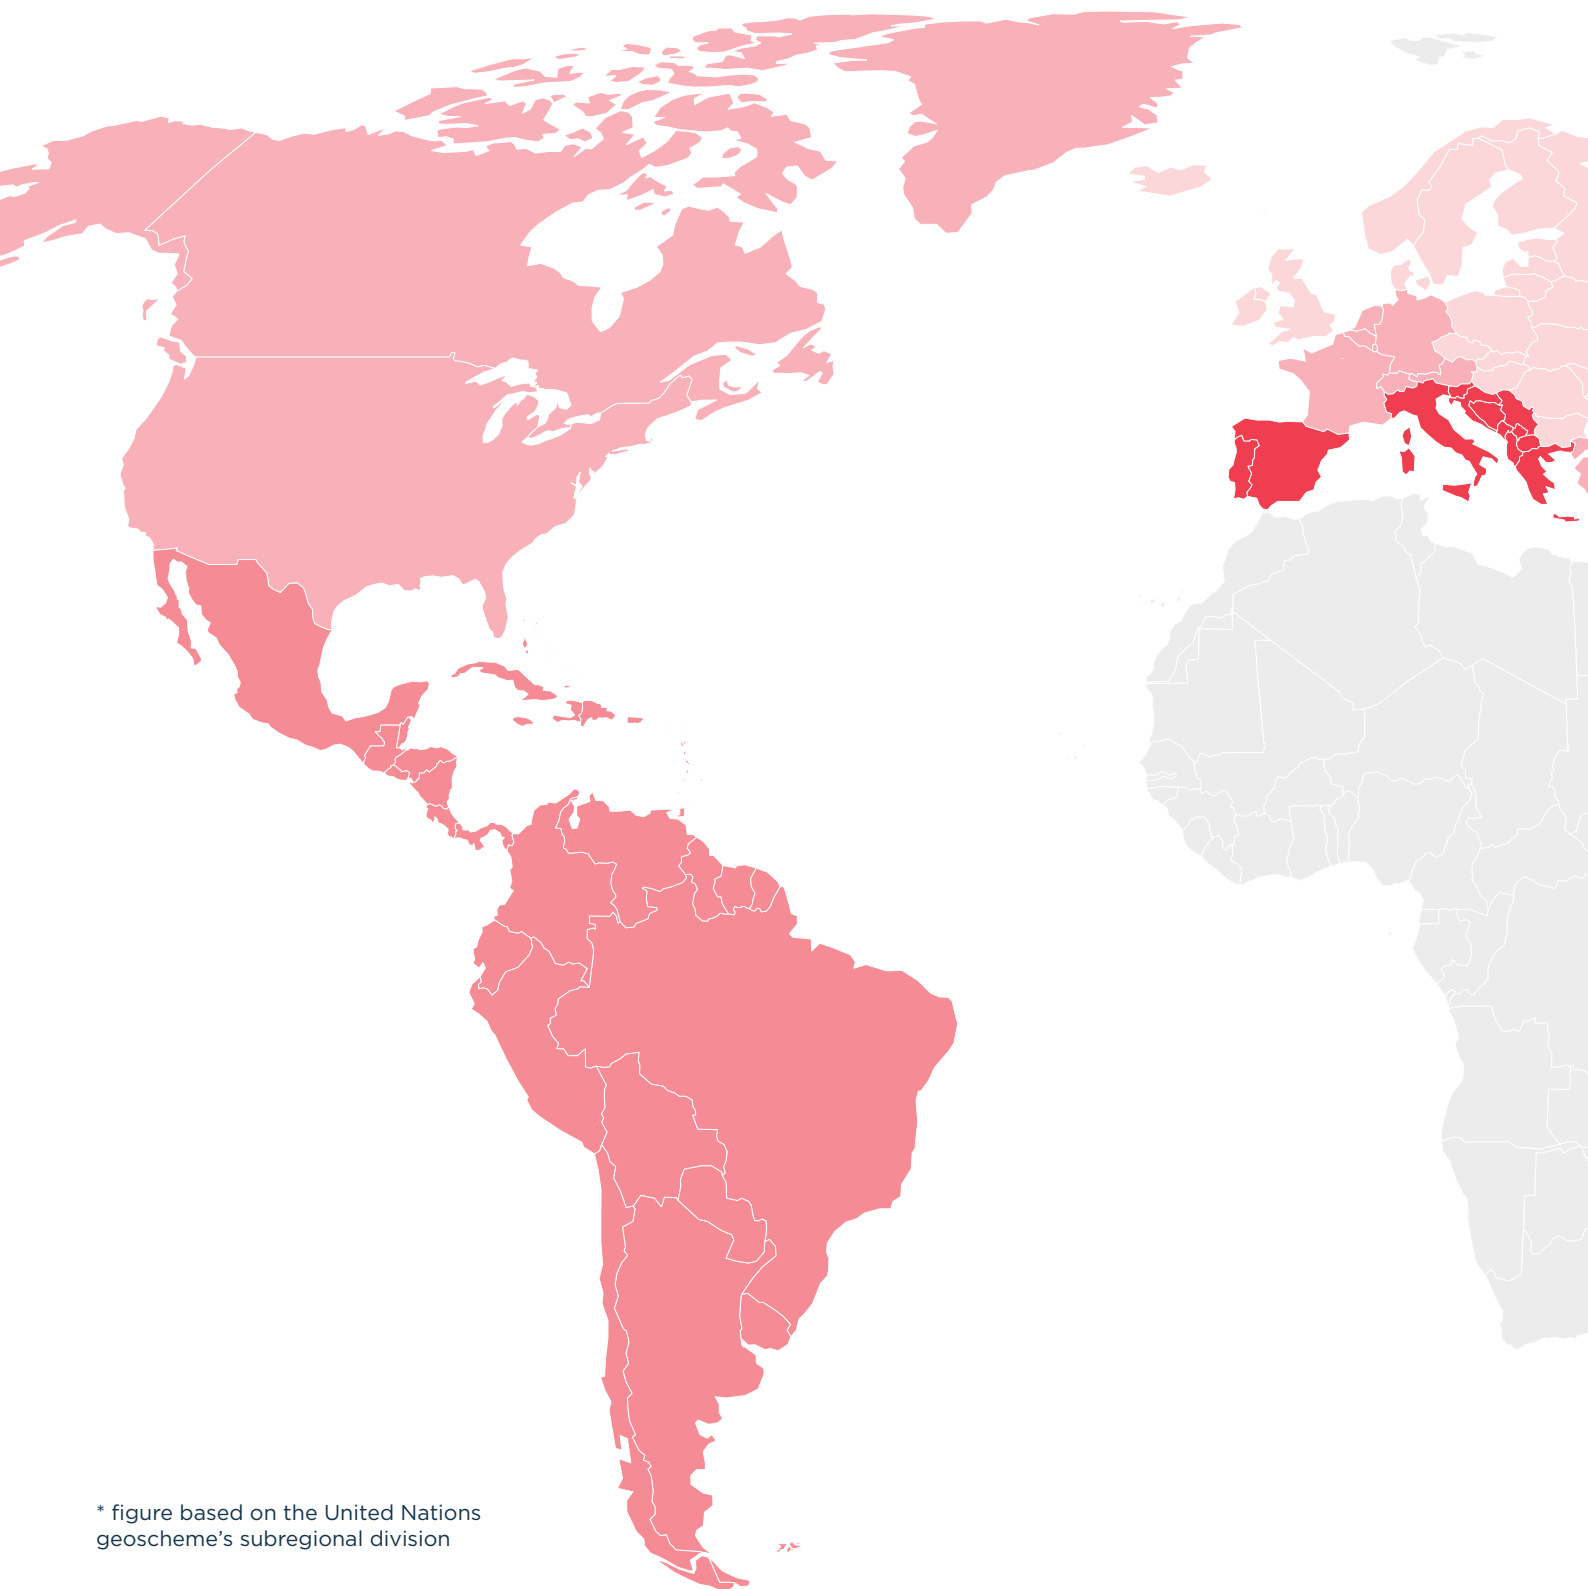 * figure based on the United Nations
geoscheme’s subregional division